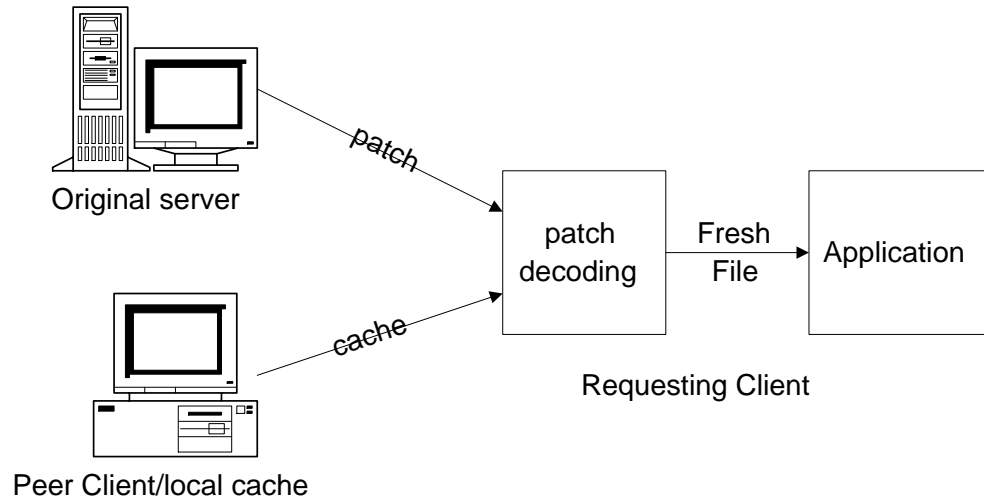 patch
Original server
patch
decoding
Fresh
File
Application
cache
Requesting Client
Peer Client/local cache